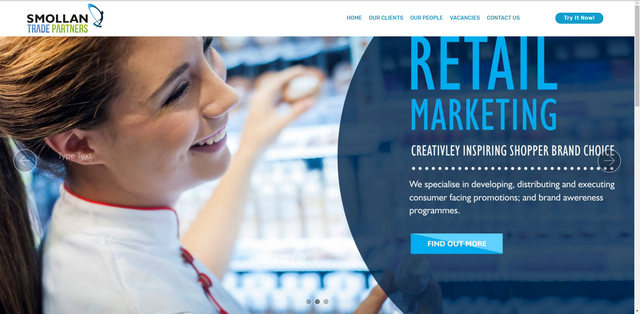 SMOLLAN
TRADE PARTNERS
HOME OUR CLIENTS OUR PEOPLE VACANCIES CONTACT US
Try It Now!
RETAIL
MARKETING
CREATIVLEY INSPIRING SHOPPER BRAND CHOICE
Type Text
We specialise in developing, distributing and executing
consumer facing promotions; and brand awareness
programmes.
FIND OUT MORE